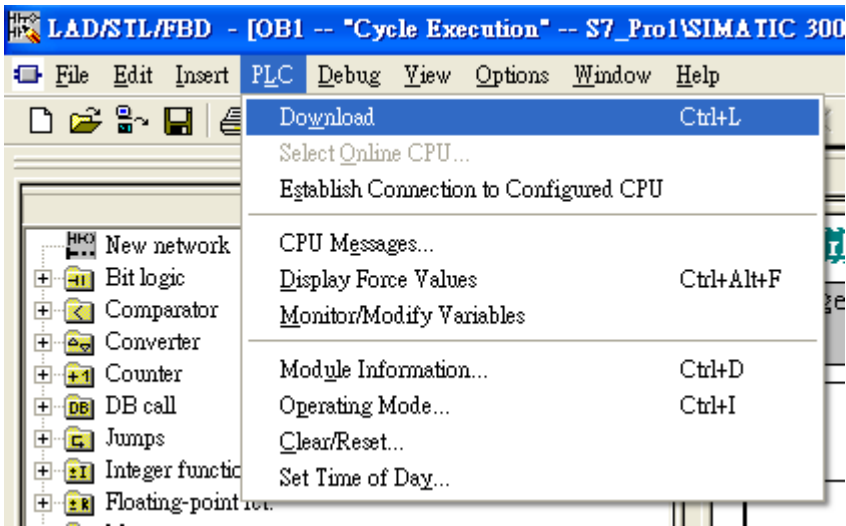 LAD/STL/FBD - [OB1 -- "Cycle Execution" -- S7_Pro1\SIMATIC 300
File Edit Insert PLC Debug View Options Window Help
Download Ctrl+L
Select Online CPU...
Establish Connection to Configured CPU
CPU Messages...
Display Force Values Ctrl+Alt+F
Monitor/Modify Variables
Module Information... Ctrl+D
Operating Mode... Ctrl+I
Clear/Reset...
Set Time of Day...
New network
Bit logic
Comparator
Converter
Counter
DB call
Jumps
Integer functio
Floating-point